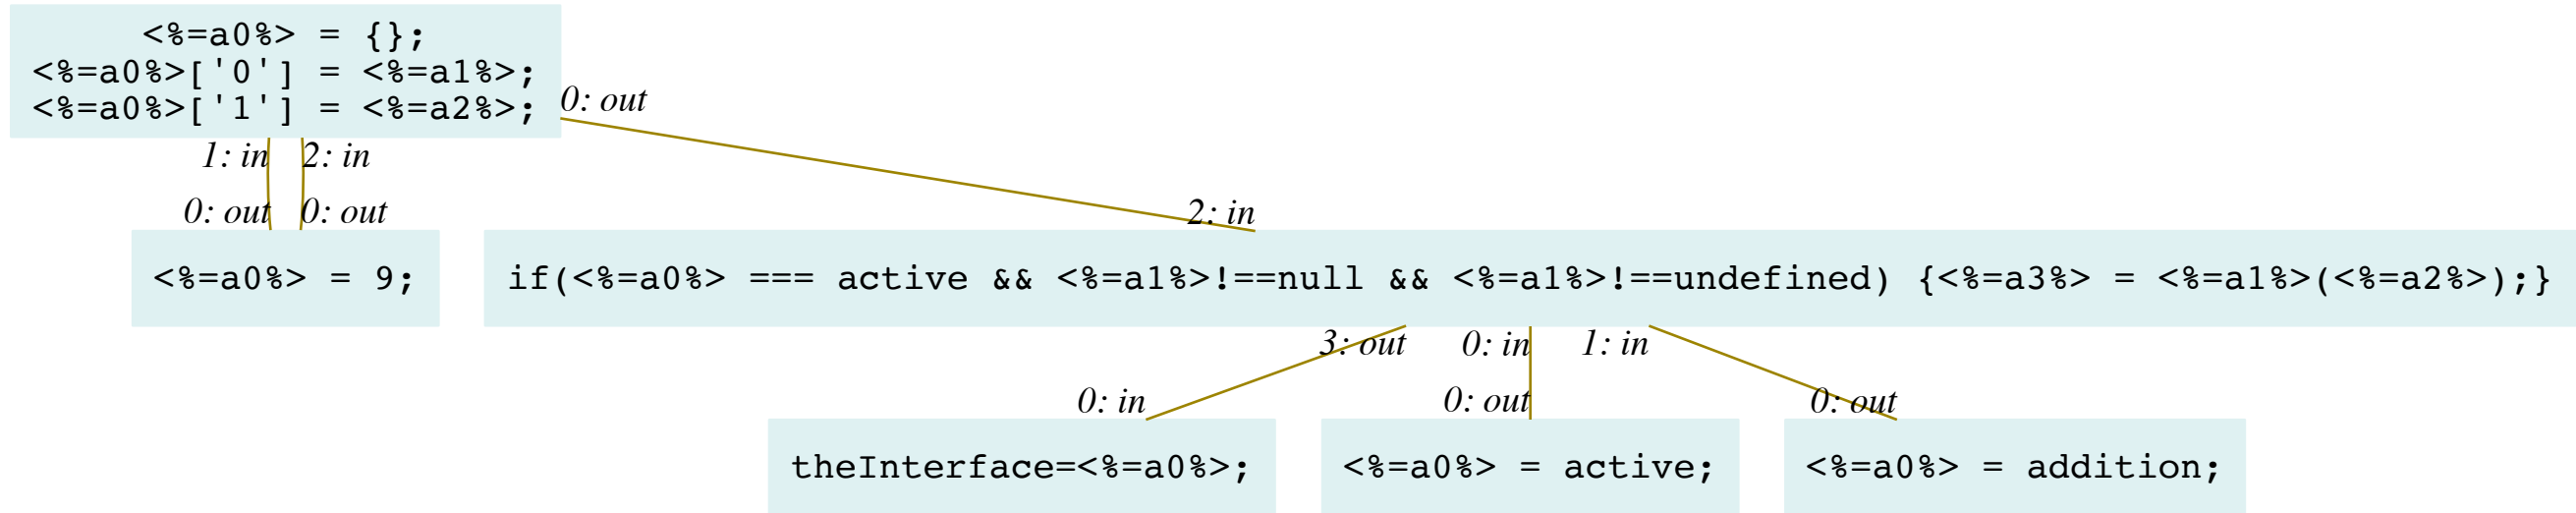 <%=a0%> = {};
<%=a0%>['0'] = <%=a1%>;
<%=a0%>['1'] = <%=a2%>;
0: out
1: in
2: in
0: out
0: out
2: in
<%=a0%> = 9;
if(<%=a0%> === active && <%=a1%>!==null && <%=a1%>!==undefined) {<%=a3%> = <%=a1%>(<%=a2%>);}
3: out
0: in
1: in
0: in
0: out
0: out
theInterface=<%=a0%>;
<%=a0%> = active;
<%=a0%> = addition;